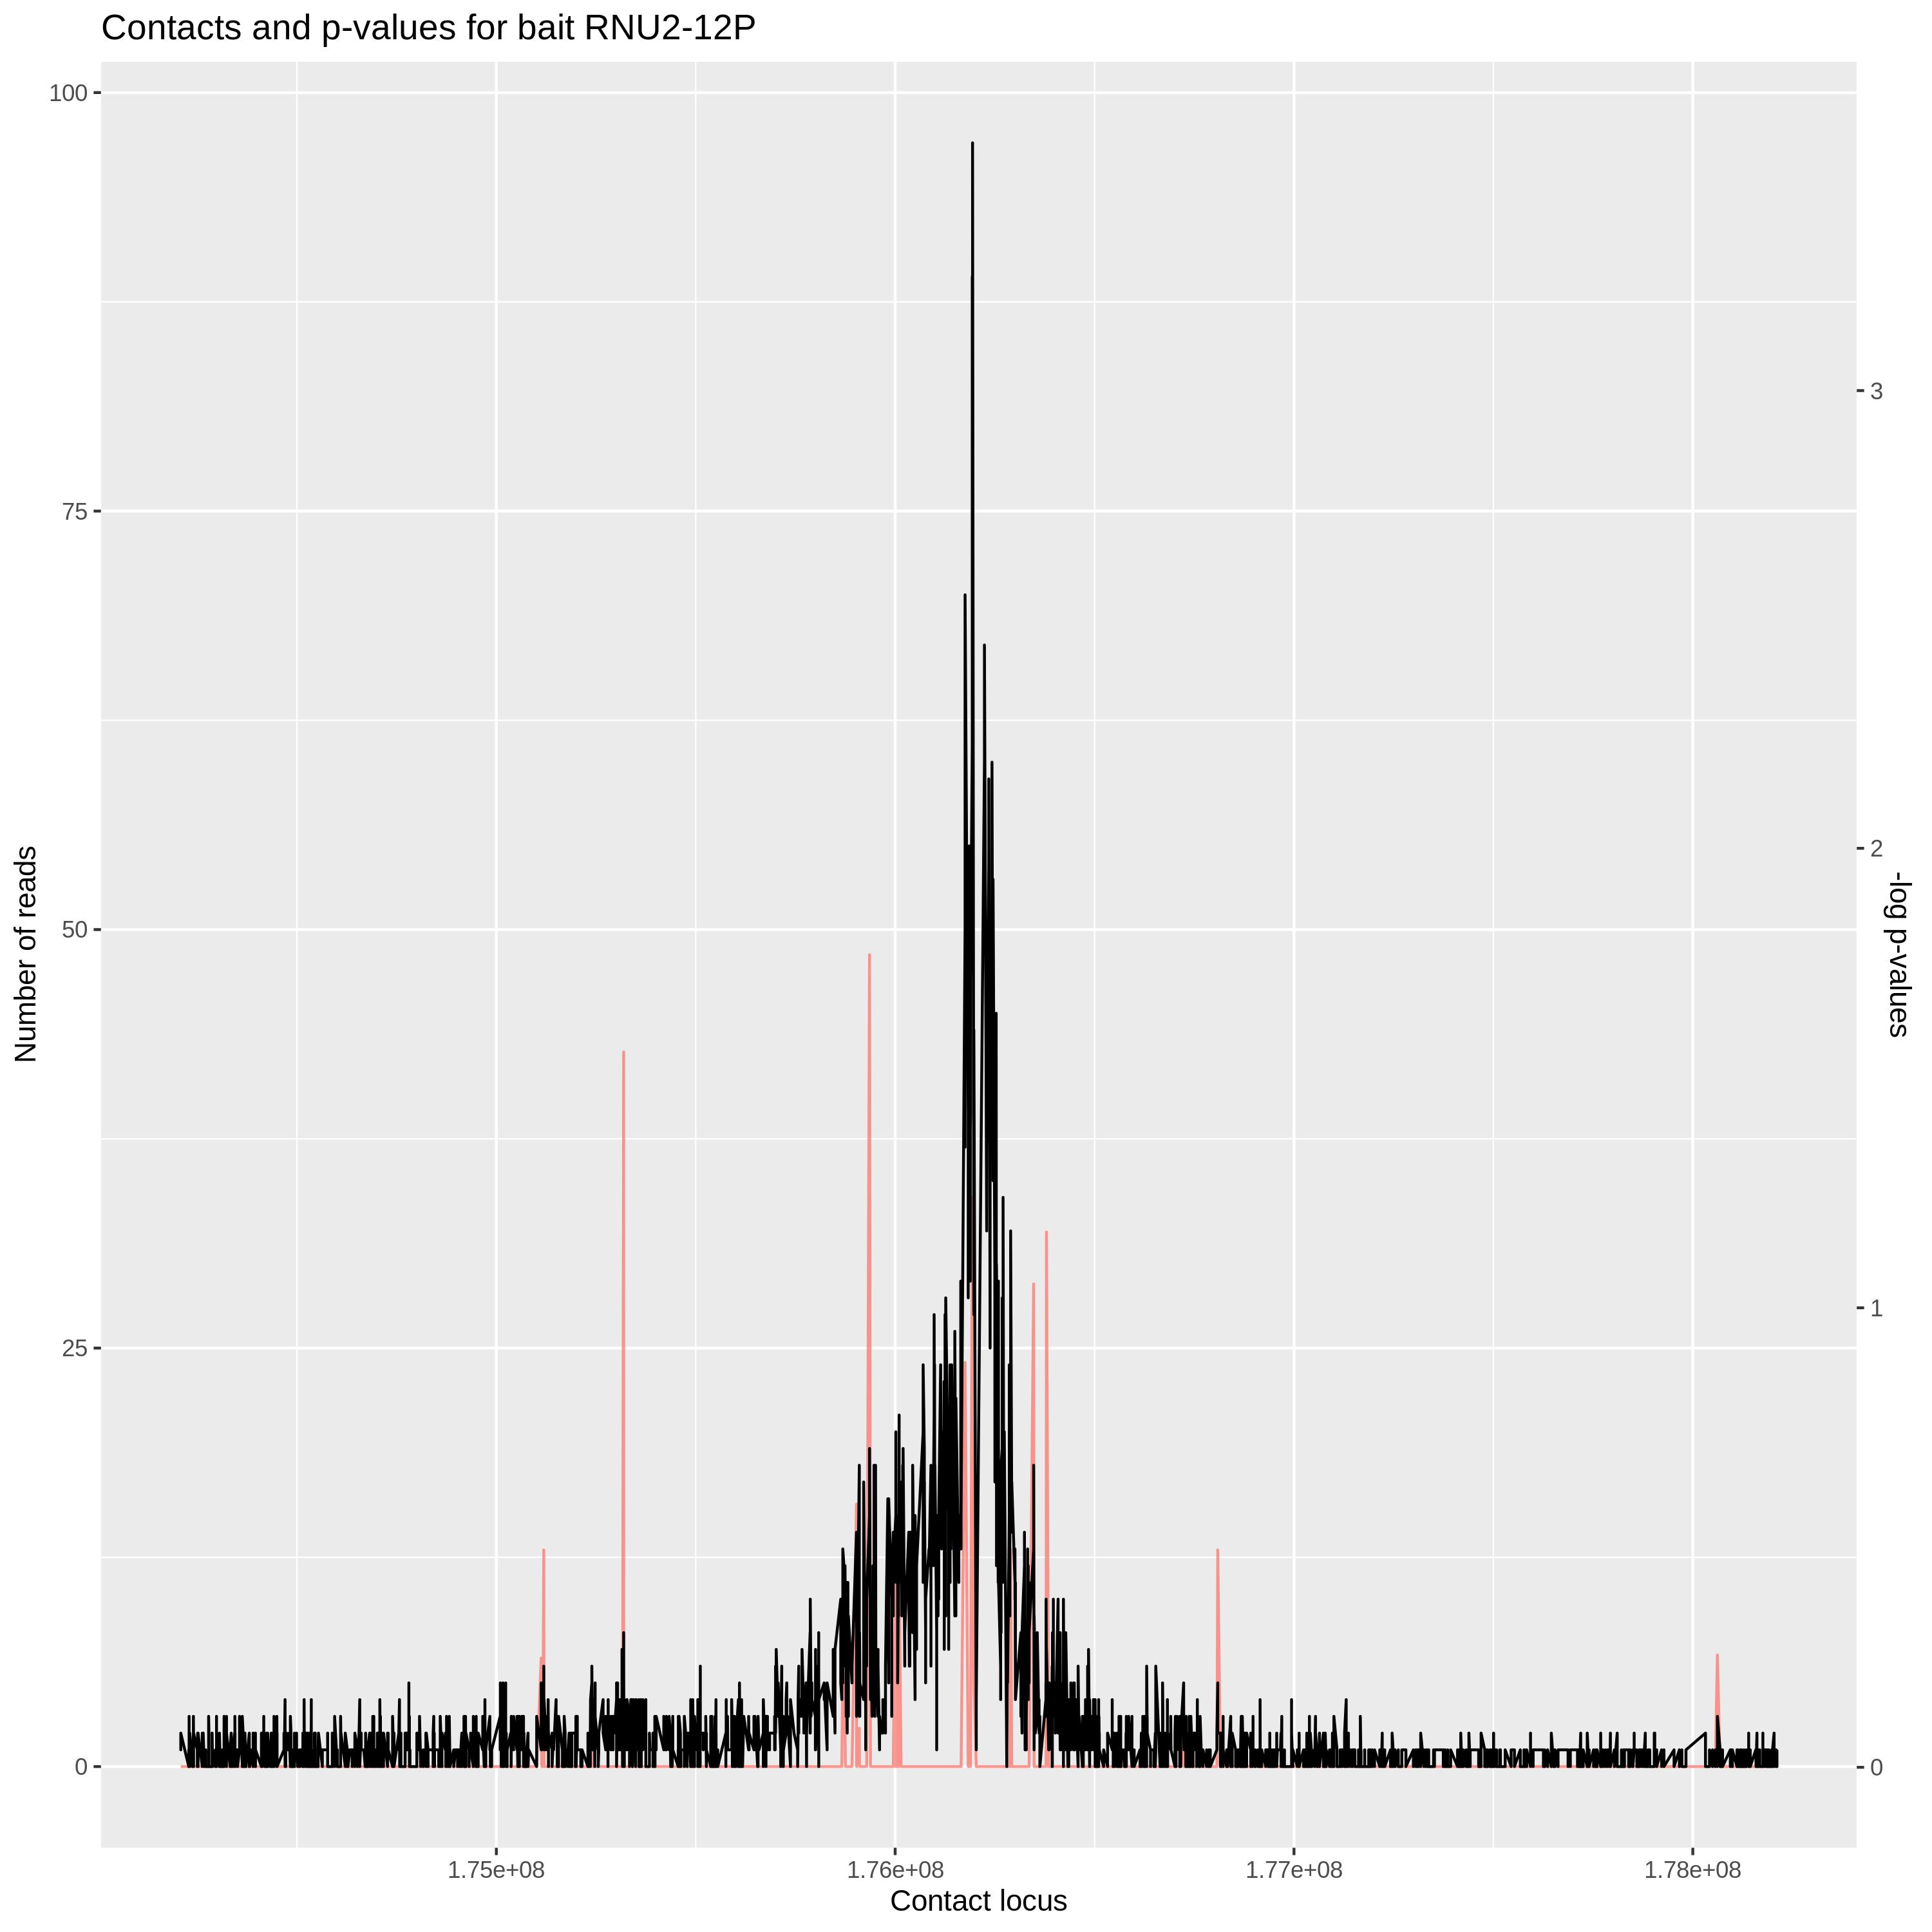 Contacts and p-values for bait RNU2-12P
100
75
50
25
0
Number of reads
3
2
1
0
-log p-values
1.75e+08
1.76e+08
1.77e+08
1.78e+08
Contact locus